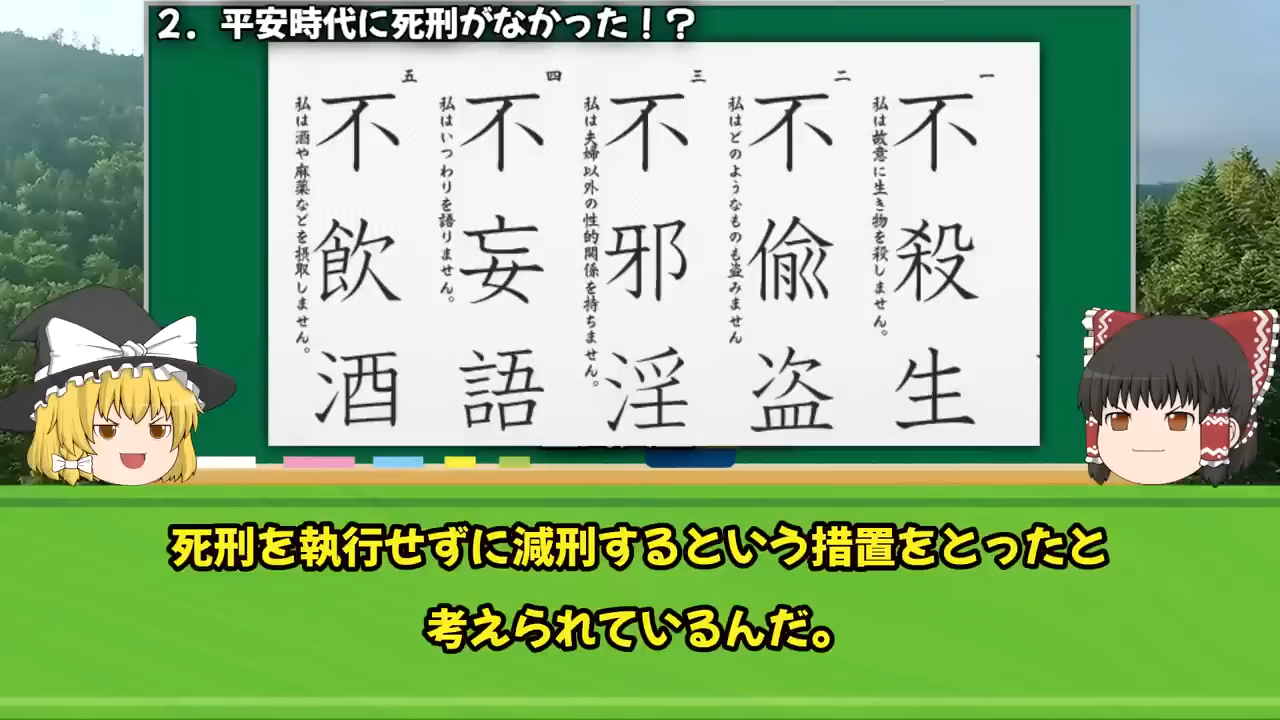 2．平安時代に死刑がなかった！？
一
不殺生
私は故意に生き物を殺しません。
二
不偸盗
私はどのようなものも盗みません
三
不邪淫
私は夫婦以外の性的関係を持ちません。
四
不妄語
私はいつわりを語りません。
五
不飲酒
私は酒や麻薬などを摂取しません。
死刑を執行せずに減刑するという措置をとったと
考えられているんだ。